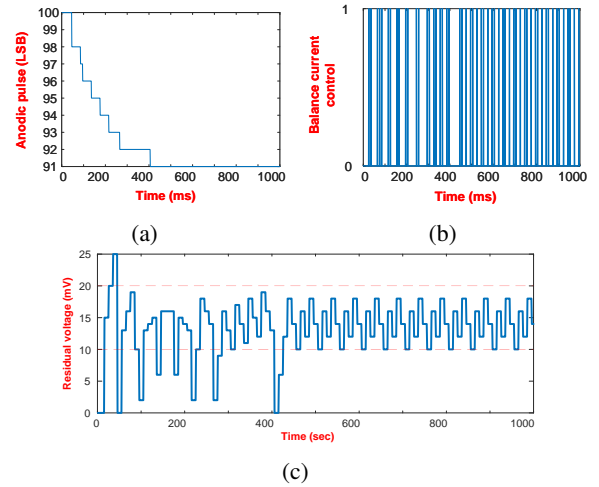 100
99
98
97
96
95
94
93
92
91
Anodic pulse (LSB)
0 200 400 600 800 1000
Time (ms)
(a)
1
0
Balance current
control
0 200 400 600 800 1000
Time (ms)
(b)
25
20
15
10
5
0
Residual voltage (mV)
0 200 400 600 800 1000
Time (sec)
(c)